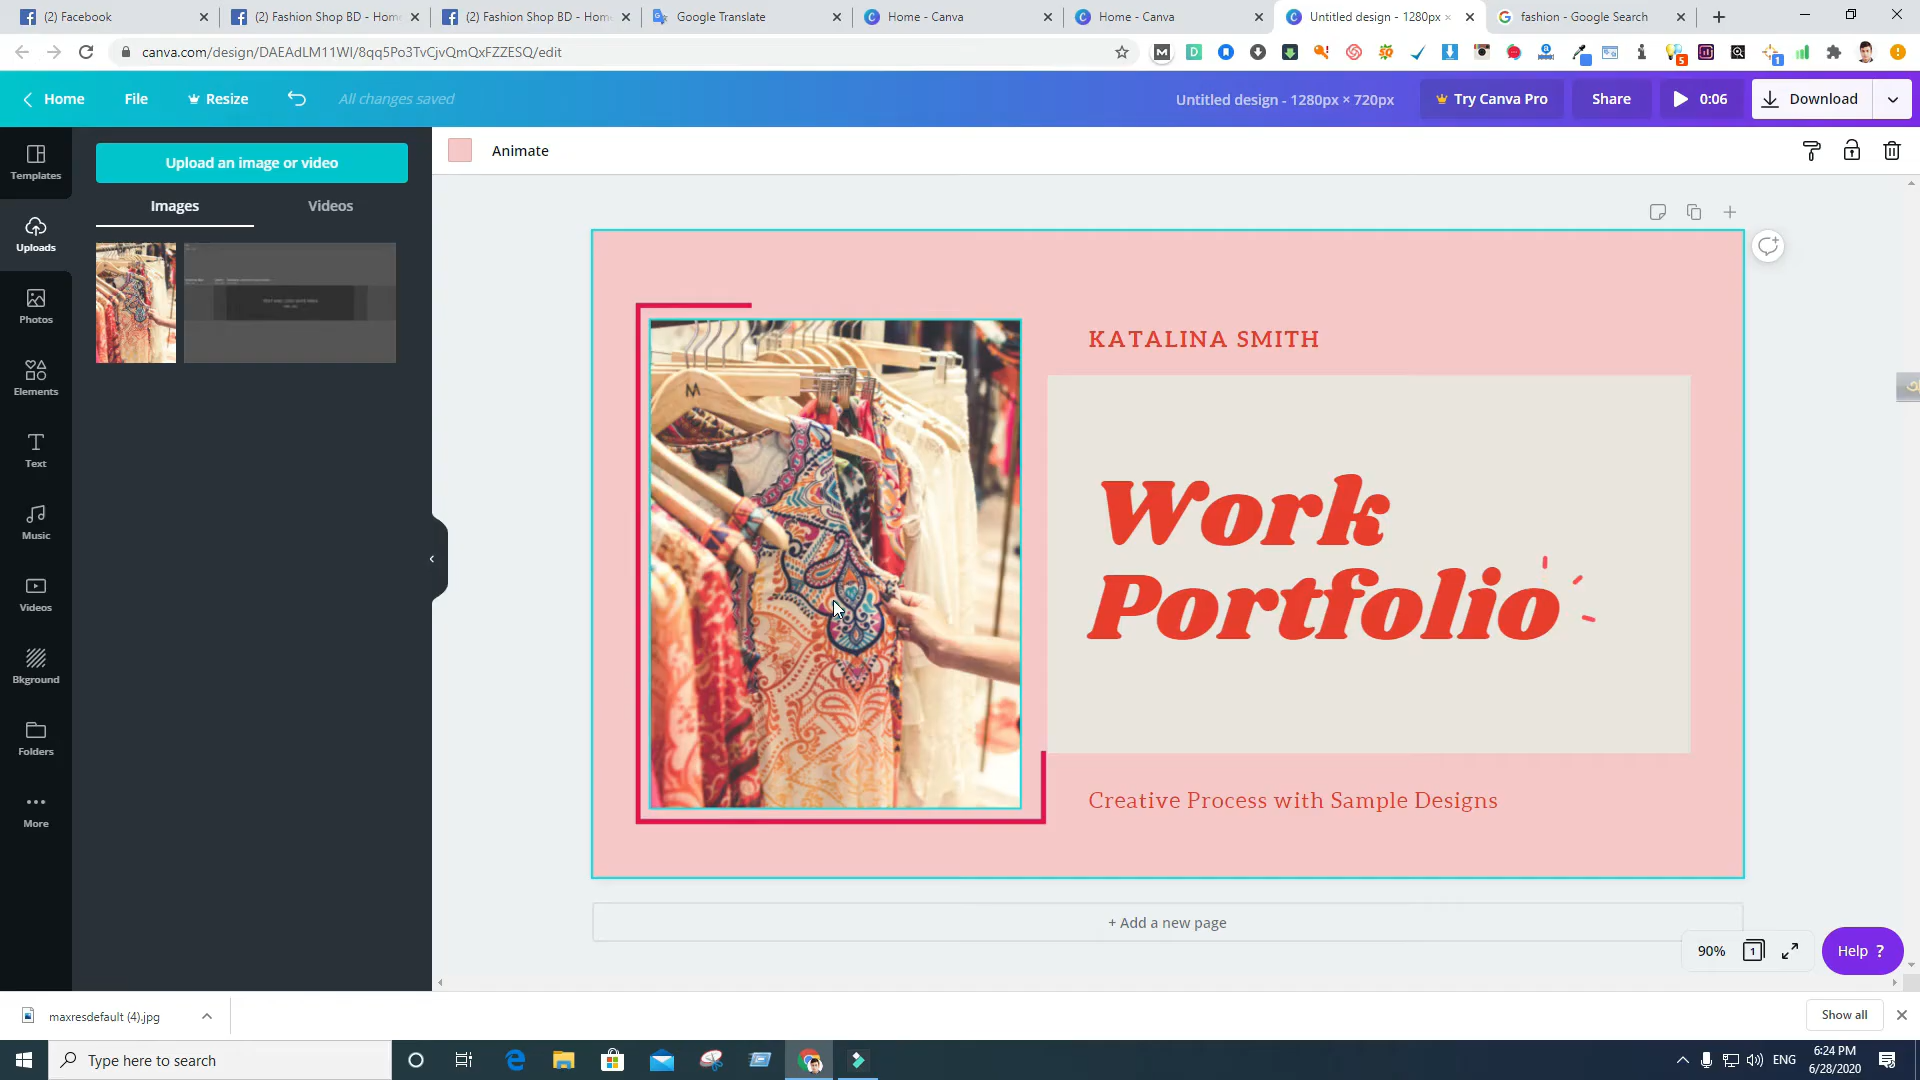 Facebook
(2) Fashion Shop BD - Home
(2) Fashion Shop BD - Home
Google Translate
Home - Canva
Home - Canva
Untitled design - 1280px ×
fashion - Google Search
canva.com/design/DAEAdLM11WI/8qq5Po3TvCjvQmQxFZZESQ/edit
Home
File
Resize
All changes saved
Untitled design - 1280px × 720px
Try Canva Pro
Share
0:06
Download
Templates
Uploads
Photos
Elements
Text
Music
Videos
Bkground
Folders
More
Upload an image or video
Images
Videos
Animate
M
KATALINA SMITH
Work
Portfolio
Creative Process with Sample Designs
+ Add a new page
90%
1
Help ?
maxresdefault (4).jpg
Show all
Type here to search
ENG
6:24 PM
6/28/2020